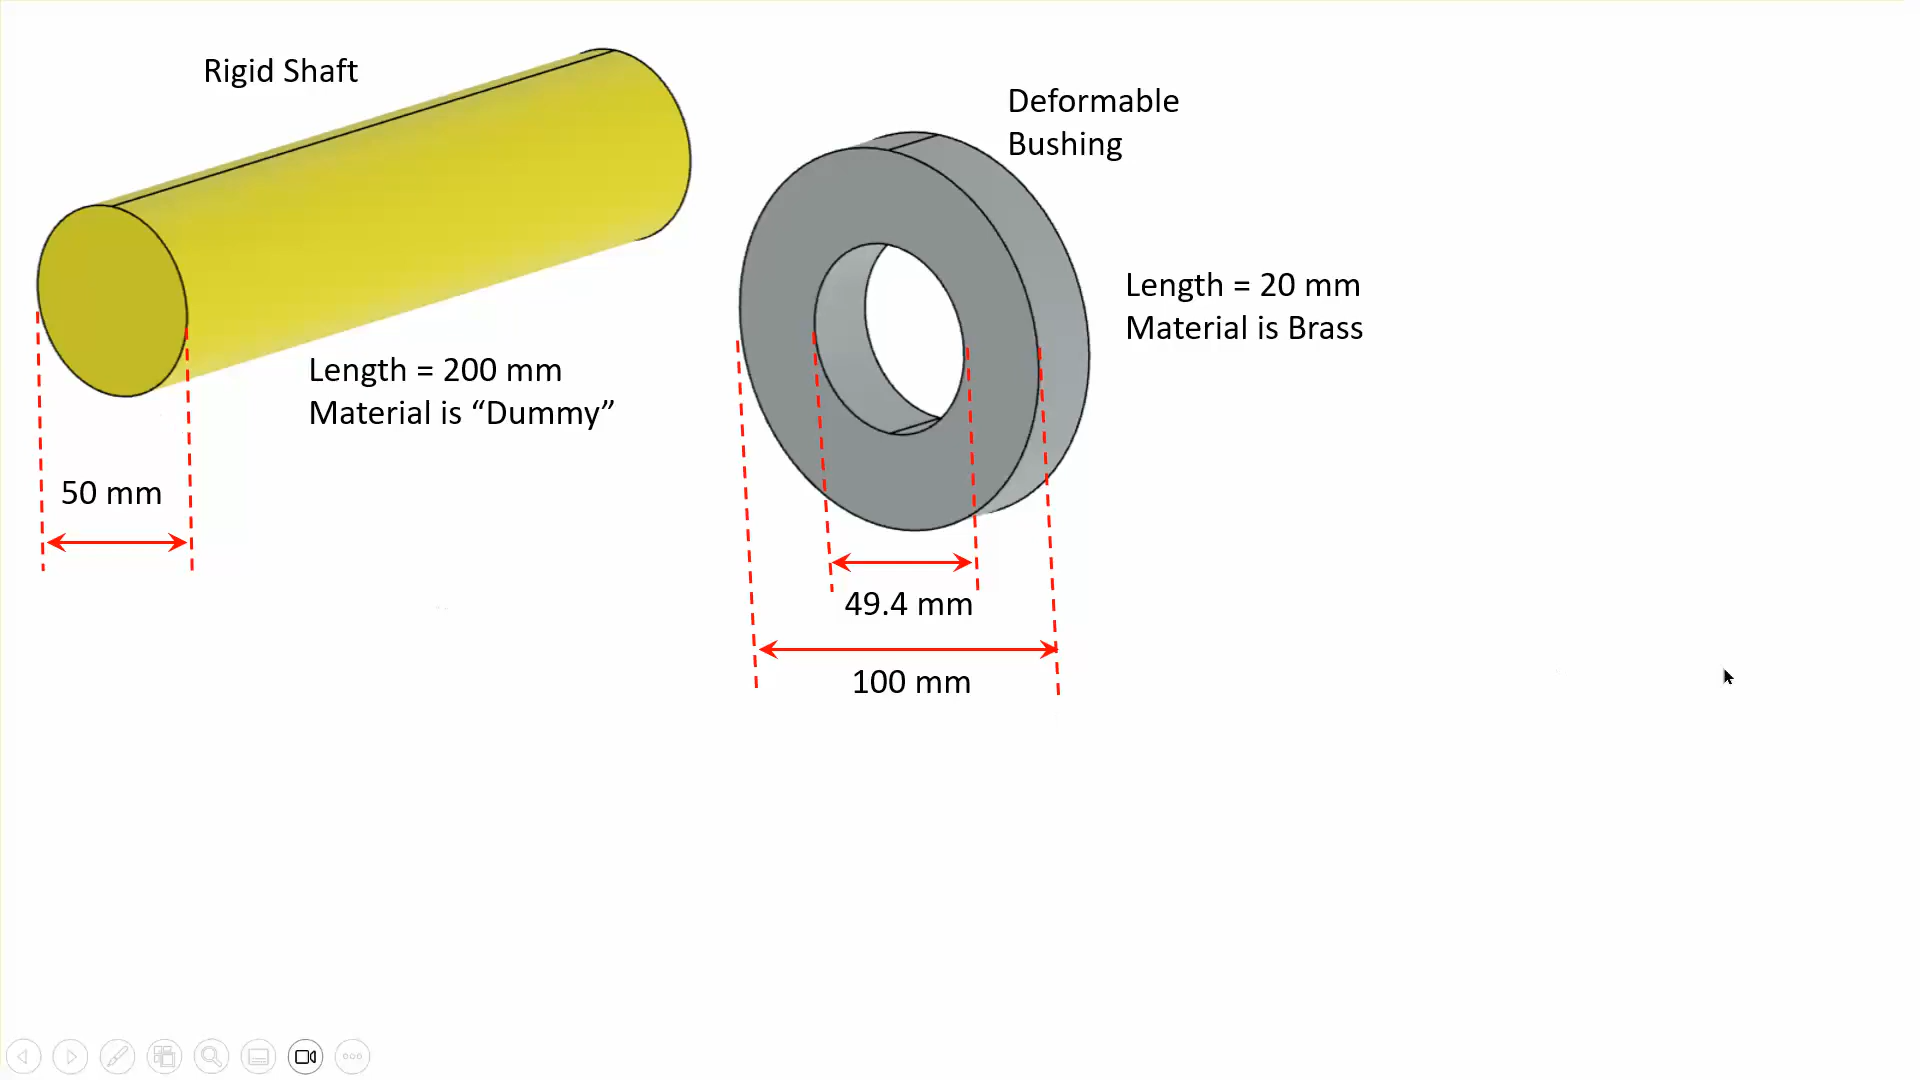 Rigid Shaft
Deformable
Bushing
Length = 20 mm
Material is Brass
Length = 200 mm
Material is “Dummy”
50 mm
49.4 mm
100 mm